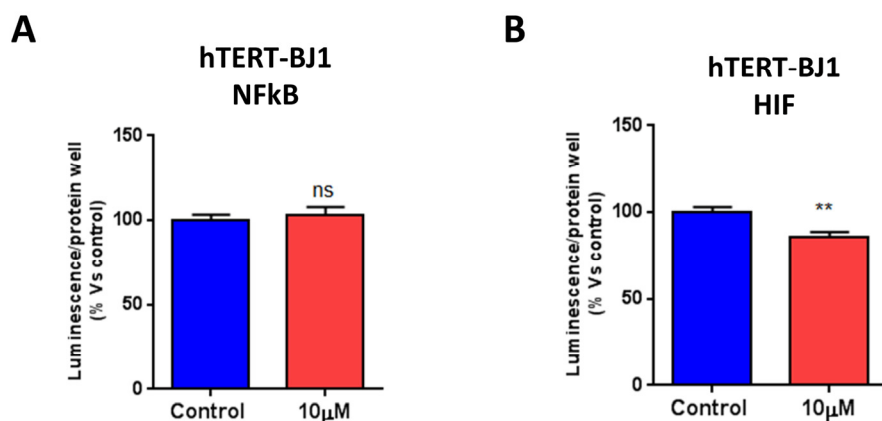 A
hTERT-BJ1
NFkB
Luminescence/protein well
(% Vs control)
150
100
50
0
ns
Control
10μM
B
hTERT-BJ1
HIF
Luminescence/protein well
(% Vs control)
150
100
50
0
**
Control
10μM